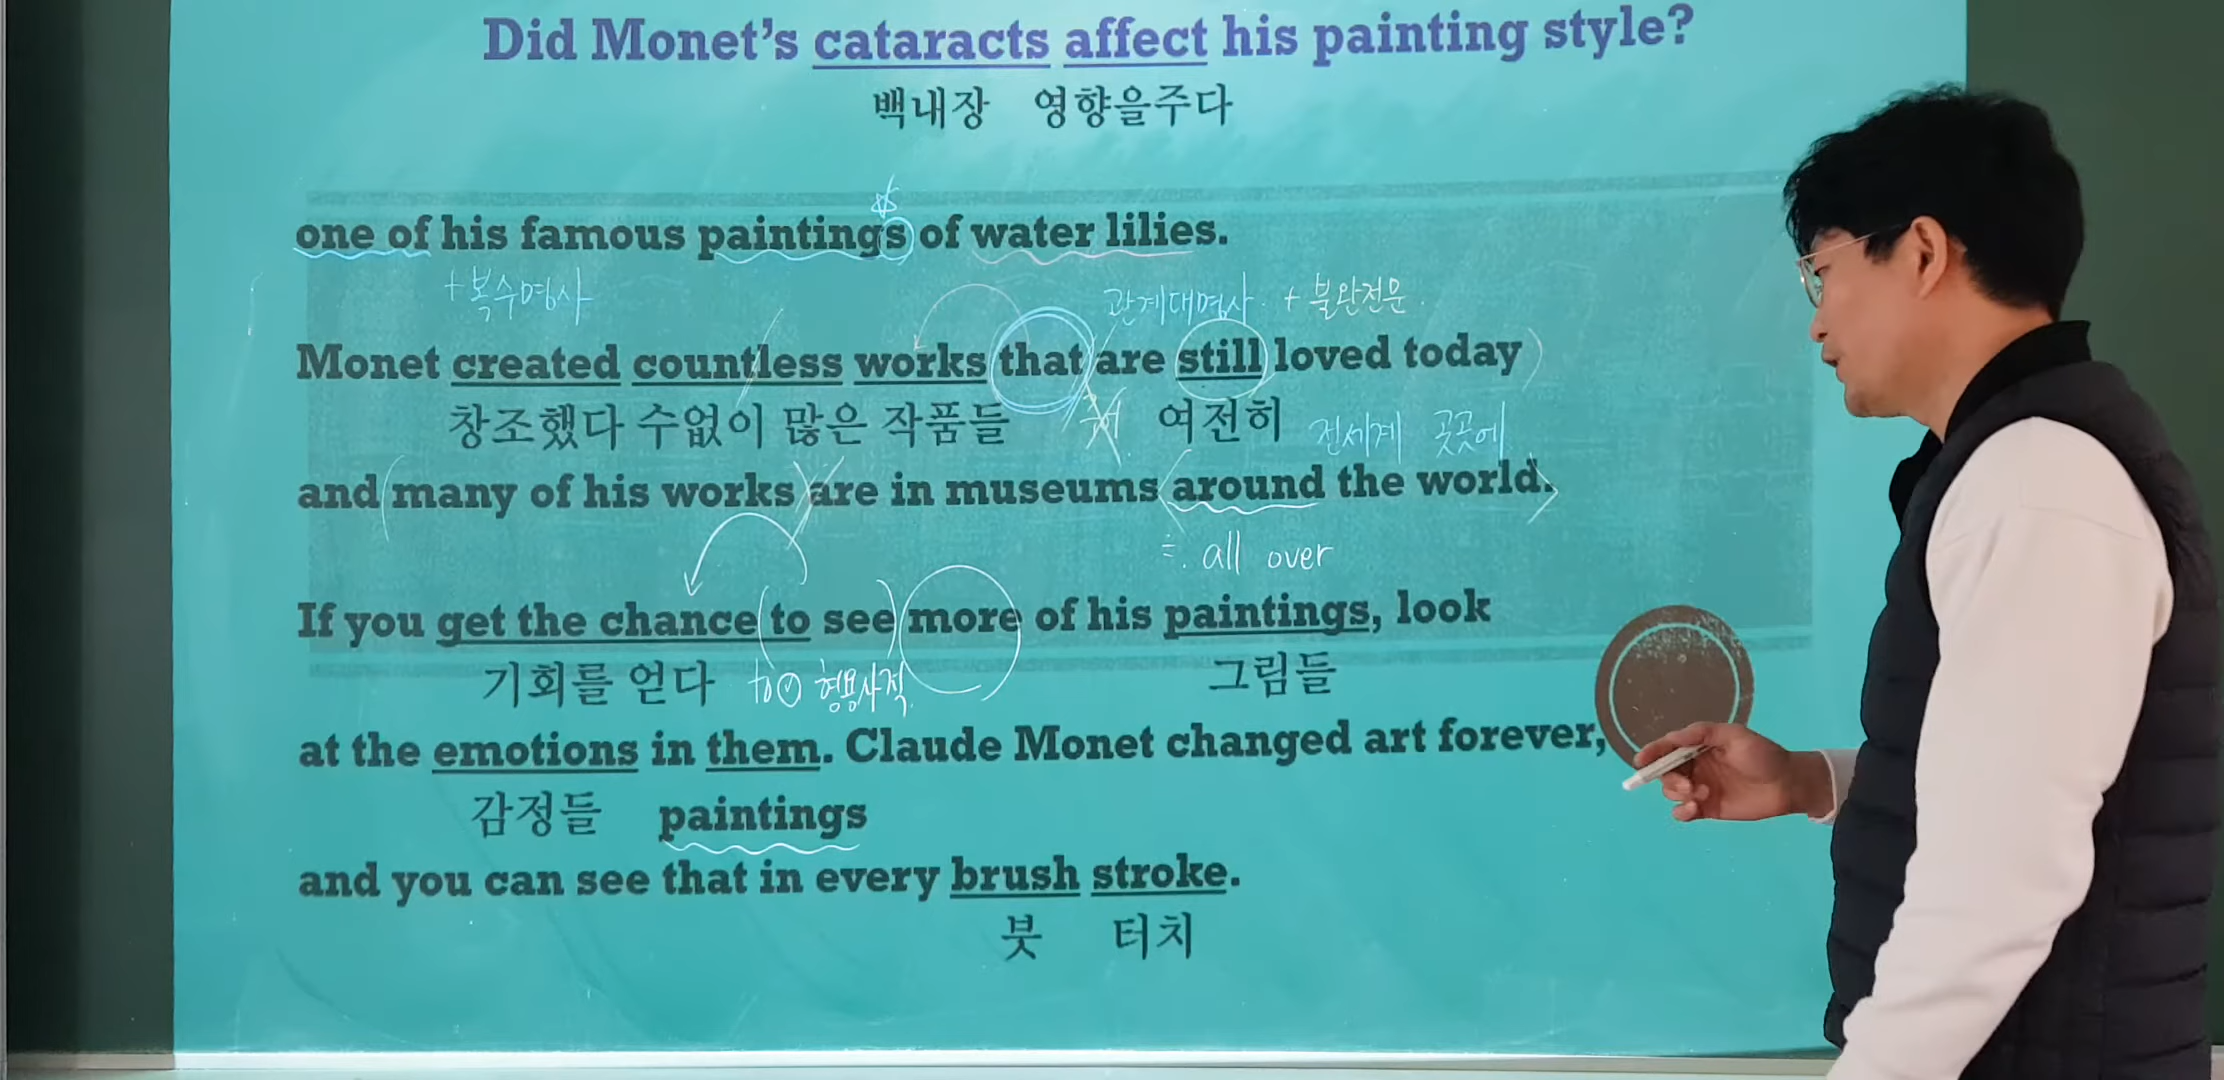 Did Monet's cataracts affect his painting style?
백내장 영향을주다
one of his famous paintings of water lilies.
+복수명사
관계대명사. + 불완전문.
Monet created countless works that are still loved today
창조했다 수없이 많은 작품들 주어 여전히 전세계 곳곳에
and many of his works are in museums around the world.
≒. all over
If you get the chance to see more of his paintings, look
기회를 얻다 to ⓥ 형용사적. 그림들
at the emotions in them. Claude Monet changed art forever,
감정들 paintings
and you can see that in every brush stroke.
붓 터치